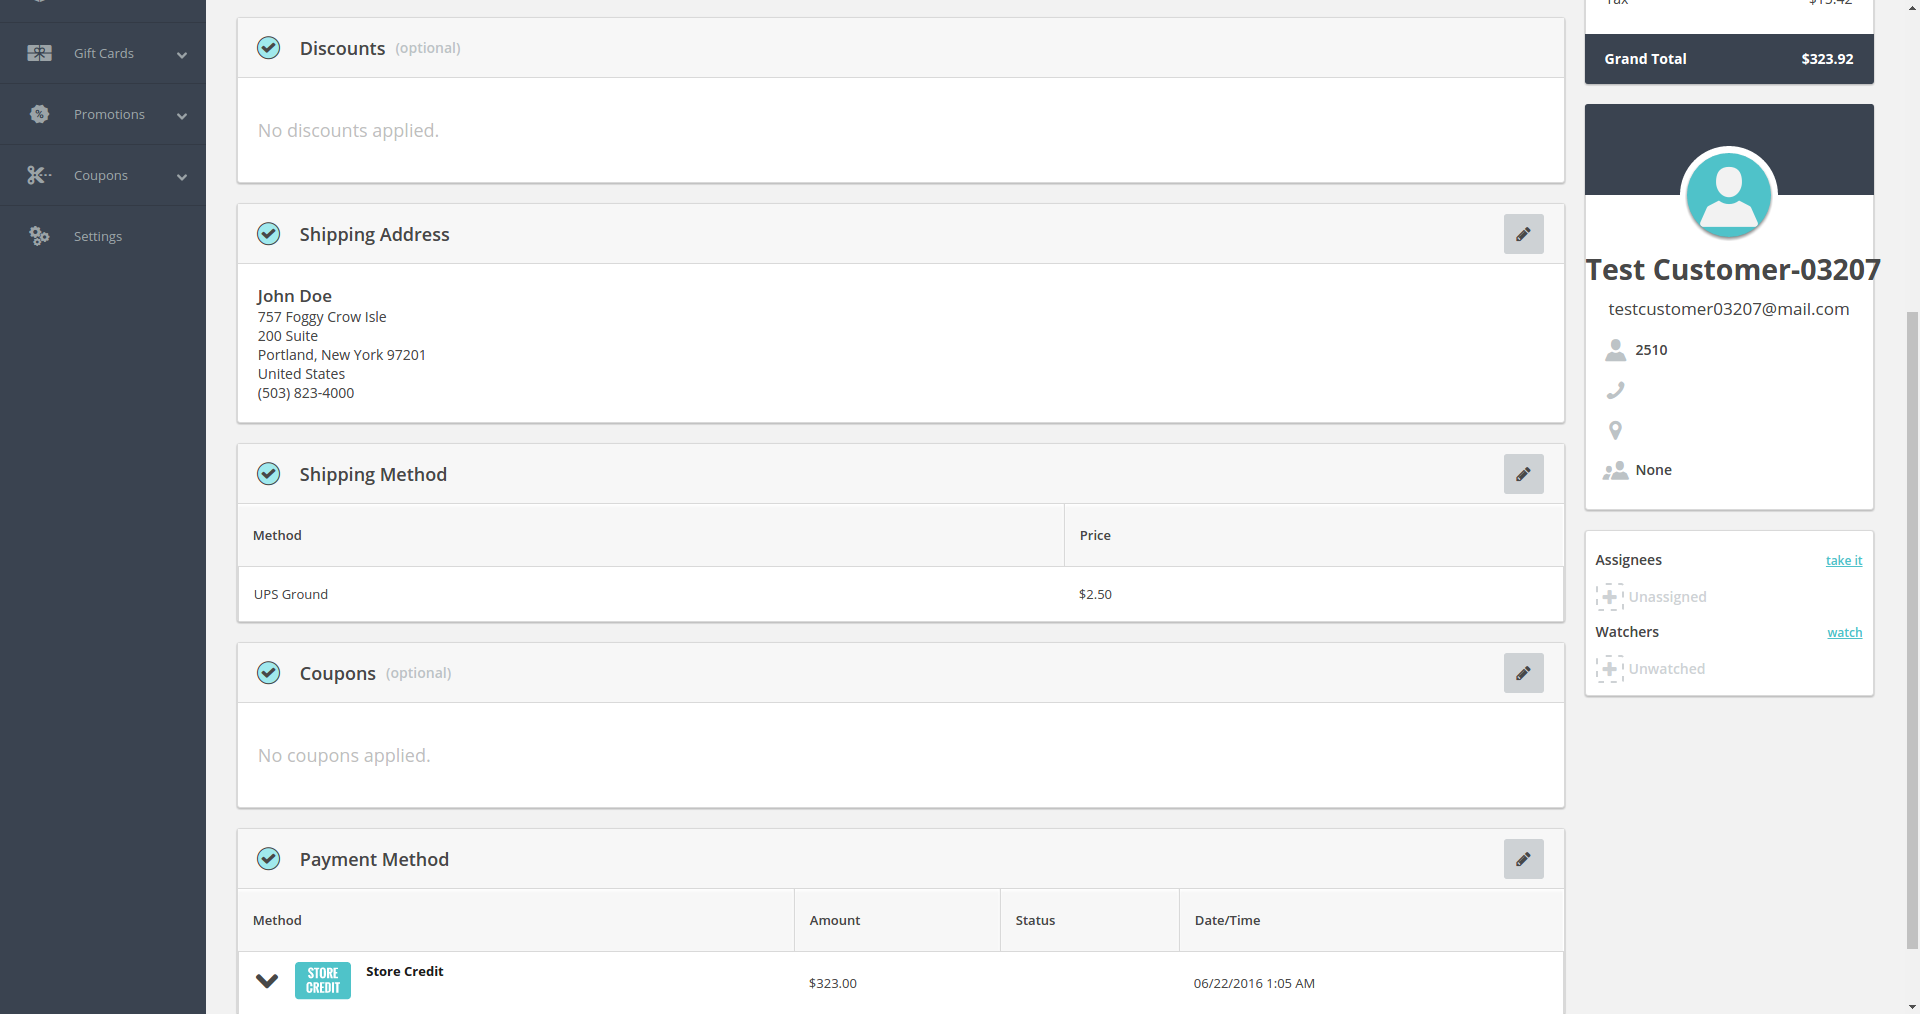 Gift Cards
Promotions
Coupons
Settings
Discounts (optional)
No discounts applied.
Shipping Address
John Doe
757 Foggy Crow Isle
200 Suite
Portland, New York 97201
United States
(503) 823-4000
Shipping Method
Method Price
UPS Ground $2.50
Coupons (optional)
No coupons applied.
Payment Method
Method Amount Status Date/Time
STORE
CREDIT
Store Credit
$323.00 06/22/2016 1:05 AM
Tax $15.42
Grand Total $323.92
Test Customer-03207
testcustomer03207@mail.com
2510
None
Assignees take it
Unassigned
Watchers watch
Unwatched